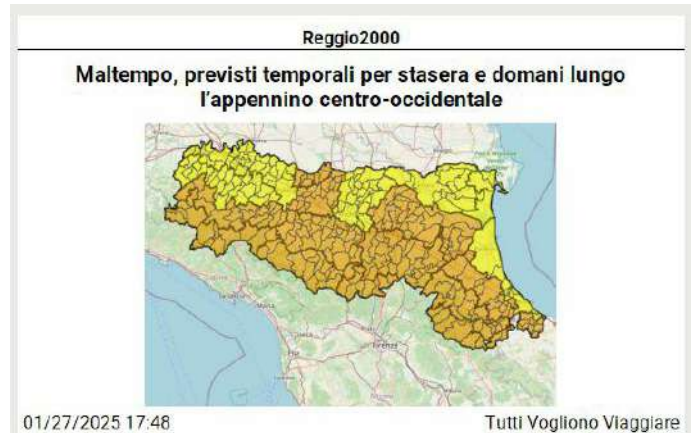 Reggio2000
Maltempo, previsti temporali per stasera e domani lungo
l'appennino centro-occidentale
Firenze
01/27/2025 17:48
Tutti Vogliono Viaggiare